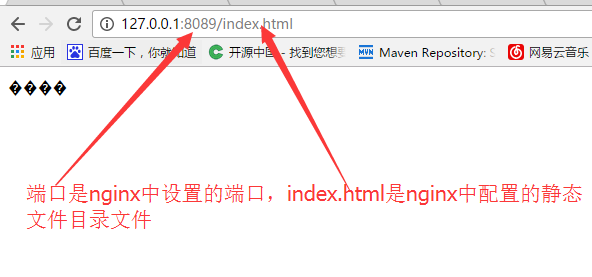 127.0.0.1:8089/index.html
应用 百度一下，你就知道 开源中国 - 找到您想 Maven Repository: S 网易云音乐
����
端口是nginx中设置的端口，index.html是nginx中配置的静态
文件目录文件